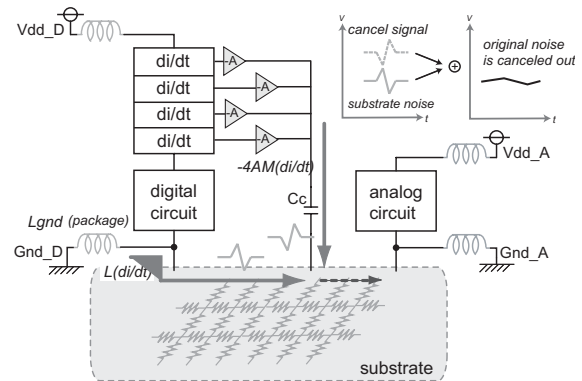 Vdd_D
di/dt
di/dt
di/dt
di/dt
-A
-A
-A
-A
-4AM(di/dt)
Cc
digital
circuit
analog
circuit
Lgnd (package)
Gnd_D
L(di/dt)
Vdd_A
Gnd_A
substrate
v
cancel signal
substrate noise
t
v
original noise
is canceled out
t